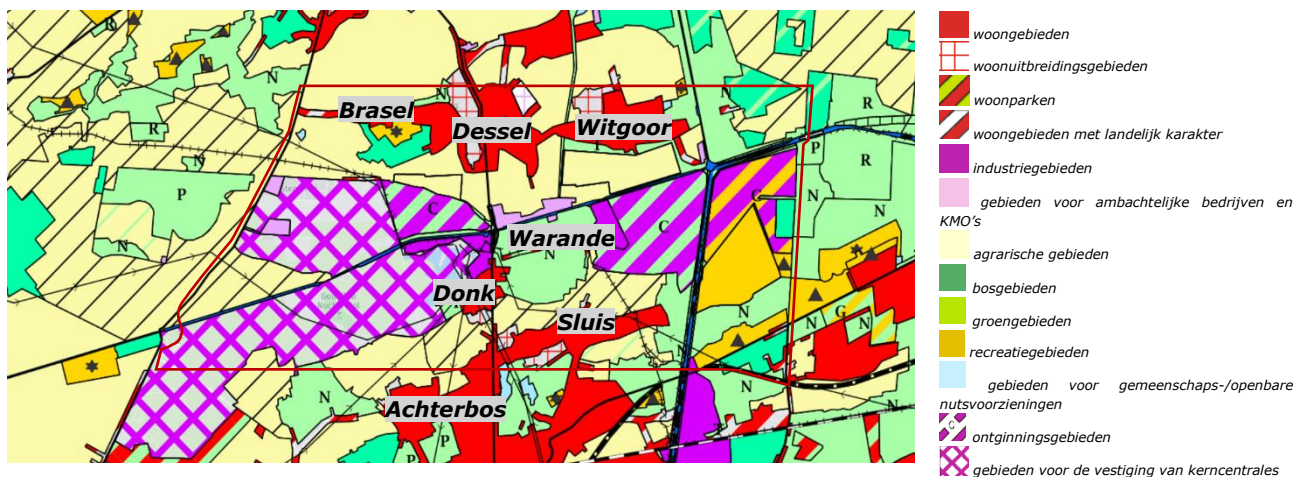 R
N
Brasel
Dessel
Witgoor
N
N
R
N
P
R
P
N
N
N
C
G
C
Warande
N
Donk
Sluis
N
N
N
G
N
N
N
Achterbos
P
P
N
woongebieden
woonuitbreidingsgebieden
woonparken
woongebieden met landelijk karakter
industriegebieden
gebieden voor ambachtelijke bedrijven en
KMO's
agrarische gebieden
bosgebieden
groengebieden
recreatiegebieden
gebieden voor gemeenschaps-/openbare
nutsvoorzieningen
C
ontginningsgebieden
gebieden voor de vestiging van kerncentrales